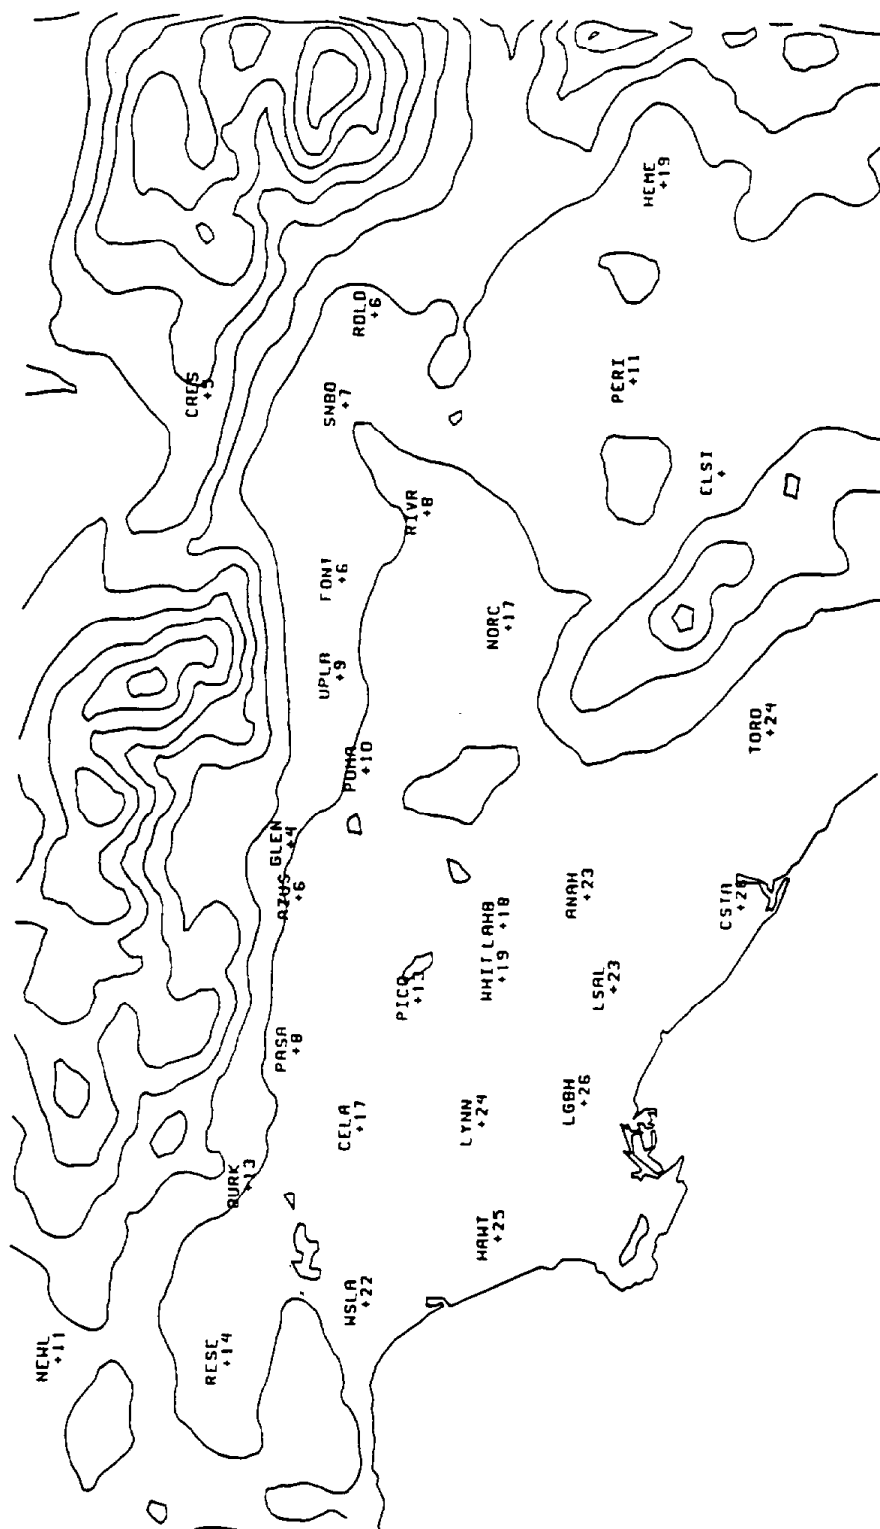 NEWL
+11
RESE
+14
CRES
+5
BURK
+13
PASA
+8
AZUS
+6
GLEN
+4
WSLA
+22
CELA
+17
POMA
+10
UPLA
+9
FONT
+6
SNBO
+7
RDLD
+6
PICO
+13
RIVR
+8
HAWT
+25
LYNN
+24
WHIT
+19
LAHB
+18
NORC
+17
LGBH
+26
LSAL
+23
ANAH
+23
PERI
+11
HEME
+19
CSTA
+26
TORO
+24
ELSI
+